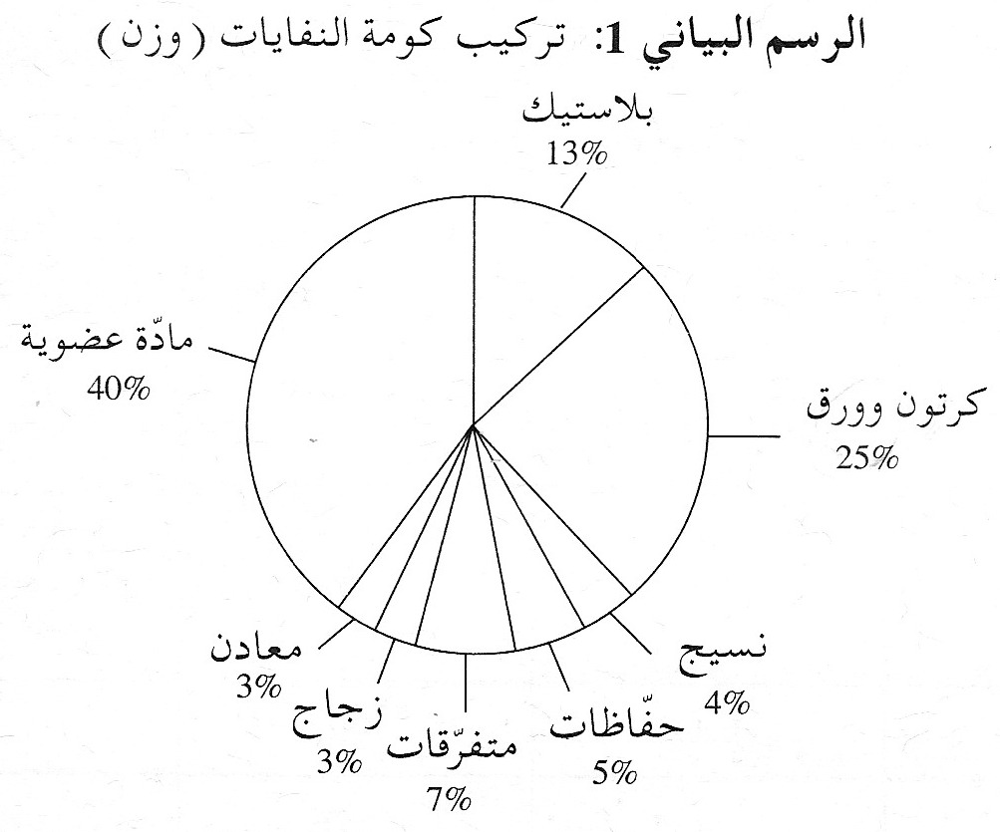 الرسم البياني 1: تركيب كومة النفايات (وزن)
بلاستيك
13%
كرتون وورق
25%
نسيج
4%
حفّاظات
5%
متفرّقات
7%
زجاج
3%
معادن
3%
مادّة عضوية
40%